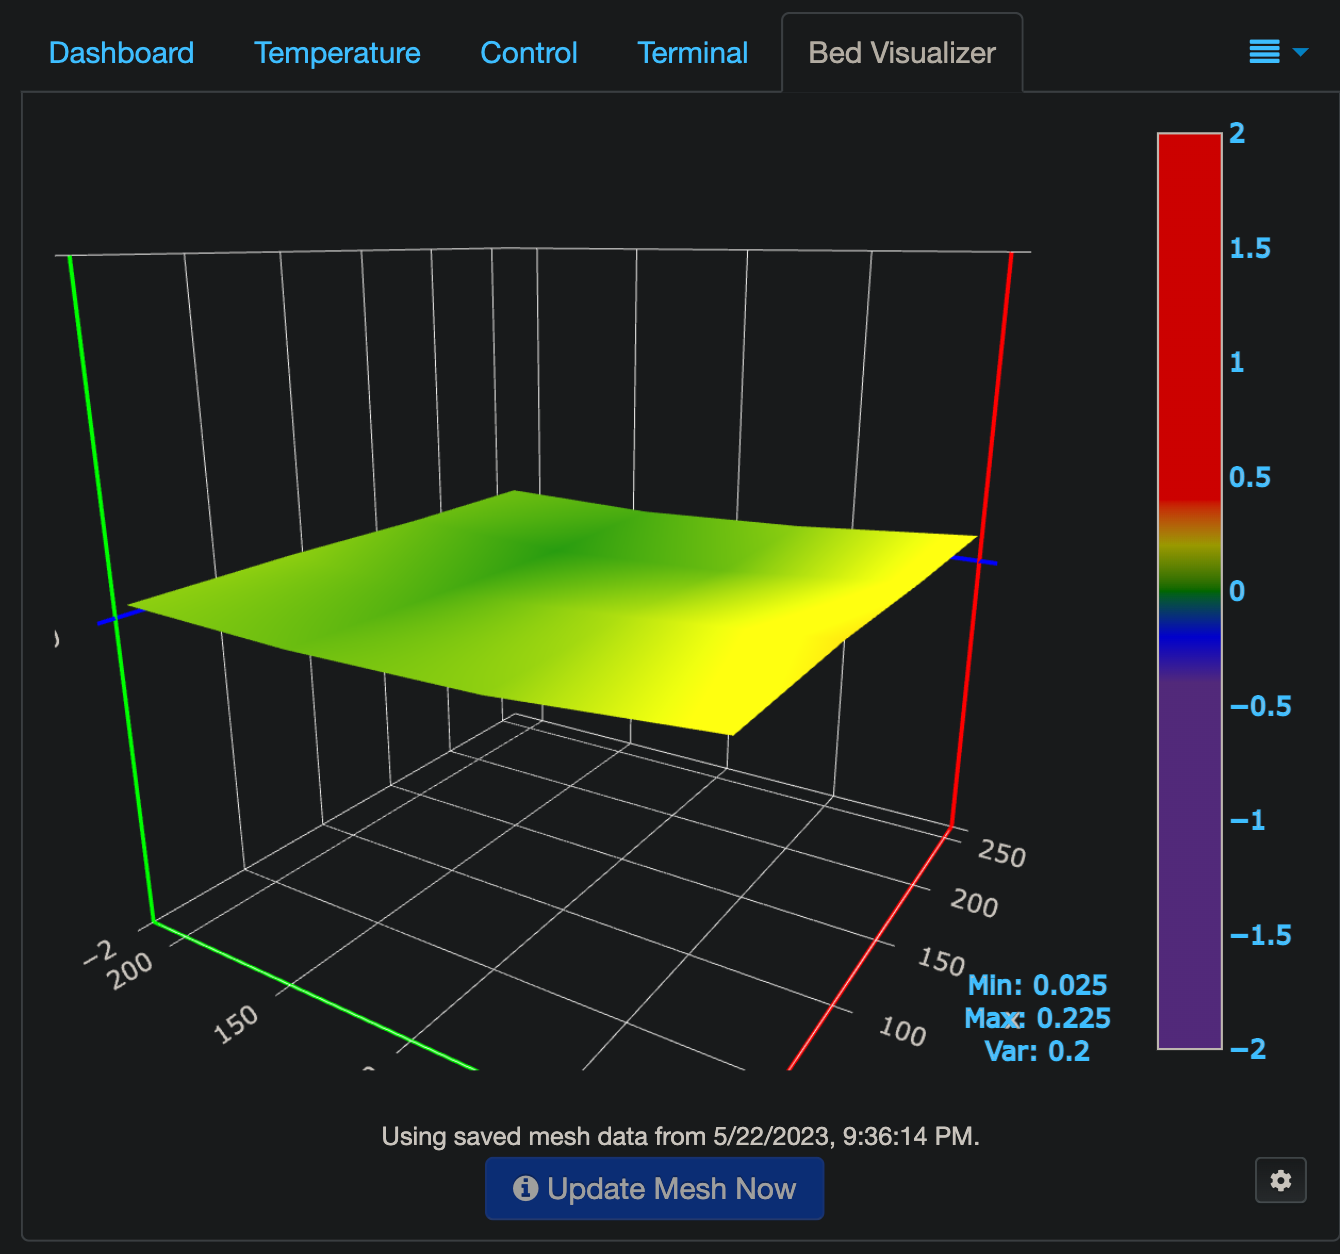 Dashboard Temperature Control Terminal Bed Visualizer
2
1.5
1
0.5
0
−0.5
−1
−1.5
−2
−2
200
150
250
200
150
100
Min: 0.025
Max: 0.225
Var: 0.2
Using saved mesh data from 5/22/2023, 9:36:14 PM.
Update Mesh Now